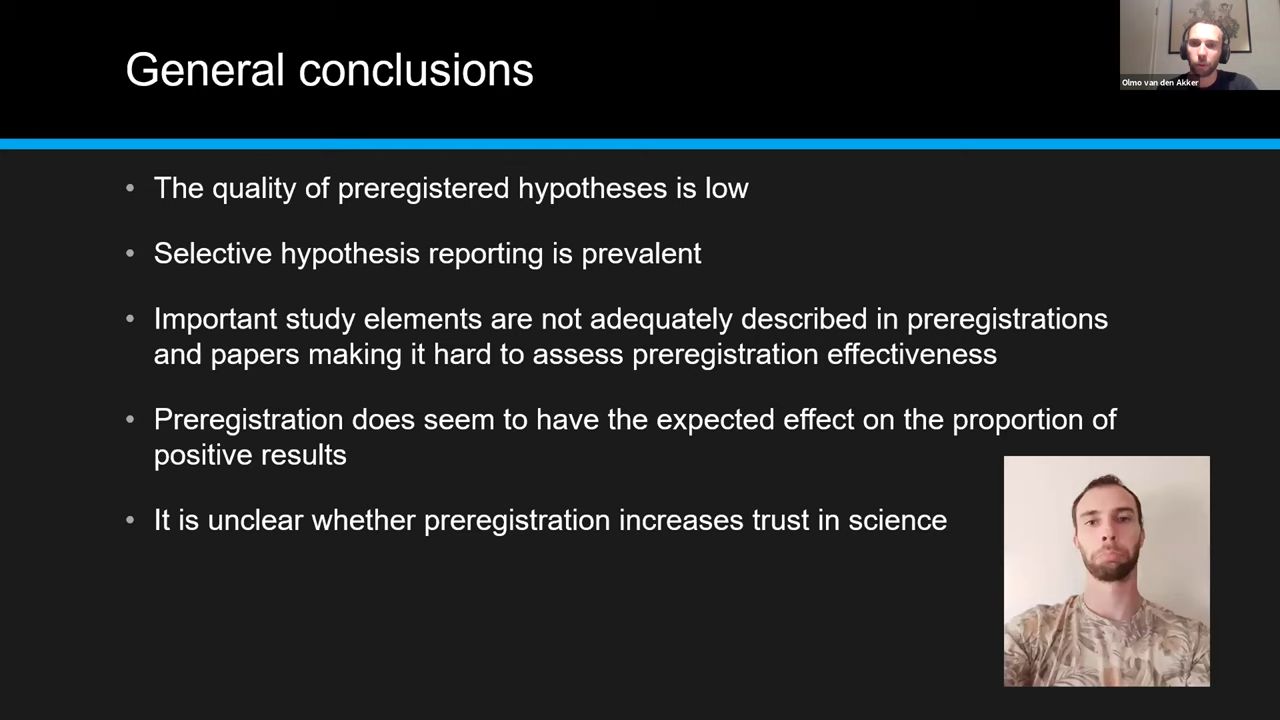 General conclusions
Olmo van den Akker
• The quality of preregistered hypotheses is low
• Selective hypothesis reporting is prevalent
• Important study elements are not adequately described in preregistrations
and papers making it hard to assess preregistration effectiveness
• Preregistration does seem to have the expected effect on the proportion of
positive results
• It is unclear whether preregistration increases trust in science